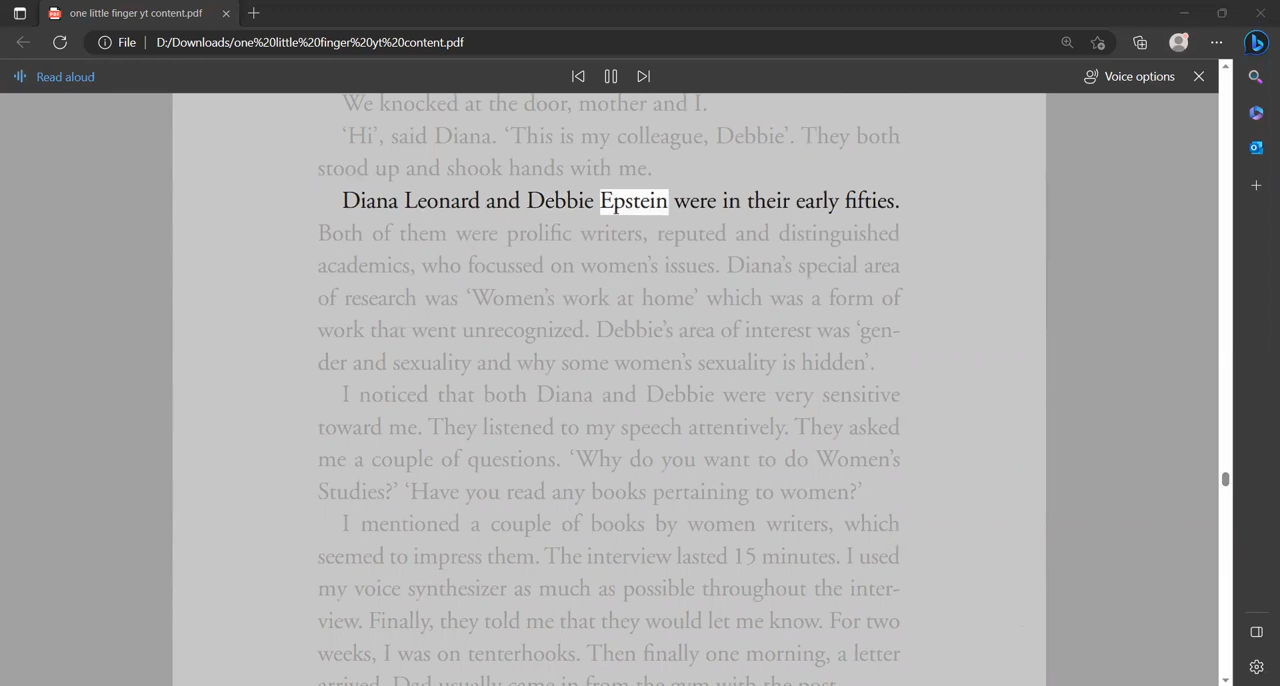 one little finger yt content.pdf
File
D:/Downloads/one%20little%20finger%20yt%20content.pdf
Read aloud
Voice options
We knocked at the door, mother and I.
‘Hi’, said Diana. ‘This is my colleague, Debbie’. They both
stood up and shook hands with me.
Diana Leonard and Debbie Epstein were in their early fifties.
Both of them were prolific writers, reputed and distinguished
academics, who focussed on women’s issues. Diana’s special area
of research was ‘Women’s work at home’ which was a form of
work that went unrecognized. Debbie’s area of interest was ‘gen-
der and sexuality and why some women’s sexuality is hidden’.
I noticed that both Diana and Debbie were very sensitive
toward me. They listened to my speech attentively. They asked
me a couple of questions. ‘Why do you want to do Women’s
Studies?’ ‘Have you read any books pertaining to women?’
I mentioned a couple of books by women writers, which
seemed to impress them. The interview lasted 15 minutes. I used
my voice synthesizer as much as possible throughout the inter-
view. Finally, they told me that they would let me know. For two
weeks, I was on tenterhooks. Then finally one morning, a letter
arrived. Dad usually came in from the gym with the post.